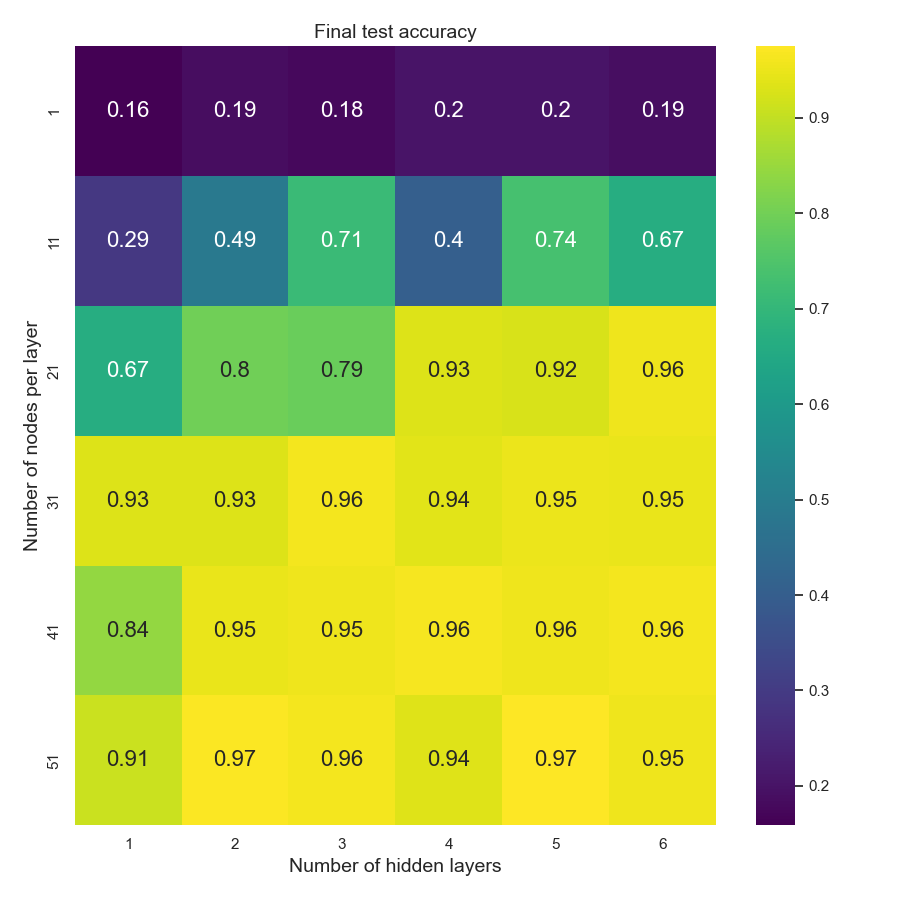 Final test accuracy
1 0.16 0.19 0.18 0.2 0.2 0.19
11 0.29 0.49 0.71 0.4 0.74 0.67
21 0.67 0.8 0.79 0.93 0.92 0.96
31 0.93 0.93 0.96 0.94 0.95 0.95
41 0.84 0.95 0.95 0.96 0.96 0.96
51 0.91 0.97 0.96 0.94 0.97 0.95
Number of nodes per layer
1 2 3 4 5 6
Number of hidden layers
0.9
0.8
0.7
0.6
0.5
0.4
0.3
0.2